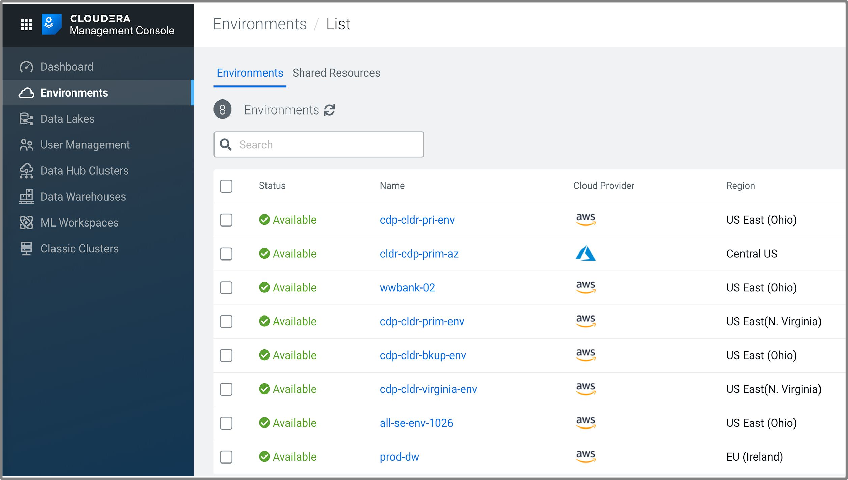 CLOUDERA
Management Console
Environments / List
Dashboard
Environments
Data Lakes
User Management
Data Hub Clusters
Data Warehouses
ML Workspaces
Classic Clusters
Environments Shared Resources
8 Environments
Search
Status Name Cloud Provider Region
Available cdp-cldr-pri-env aws US East (Ohio)
Available cldr-cdp-prim-az Central US
Available wwbank-02 aws US East (Ohio)
Available cdp-cldr-prim-env aws US East(N. Virginia)
Available cdp-cldr-bkup-env aws US East (Ohio)
Available cdp-cldr-virginia-env aws US East(N. Virginia)
Available all-se-env-1026 aws US East (Ohio)
Available prod-dw aws EU (Ireland)